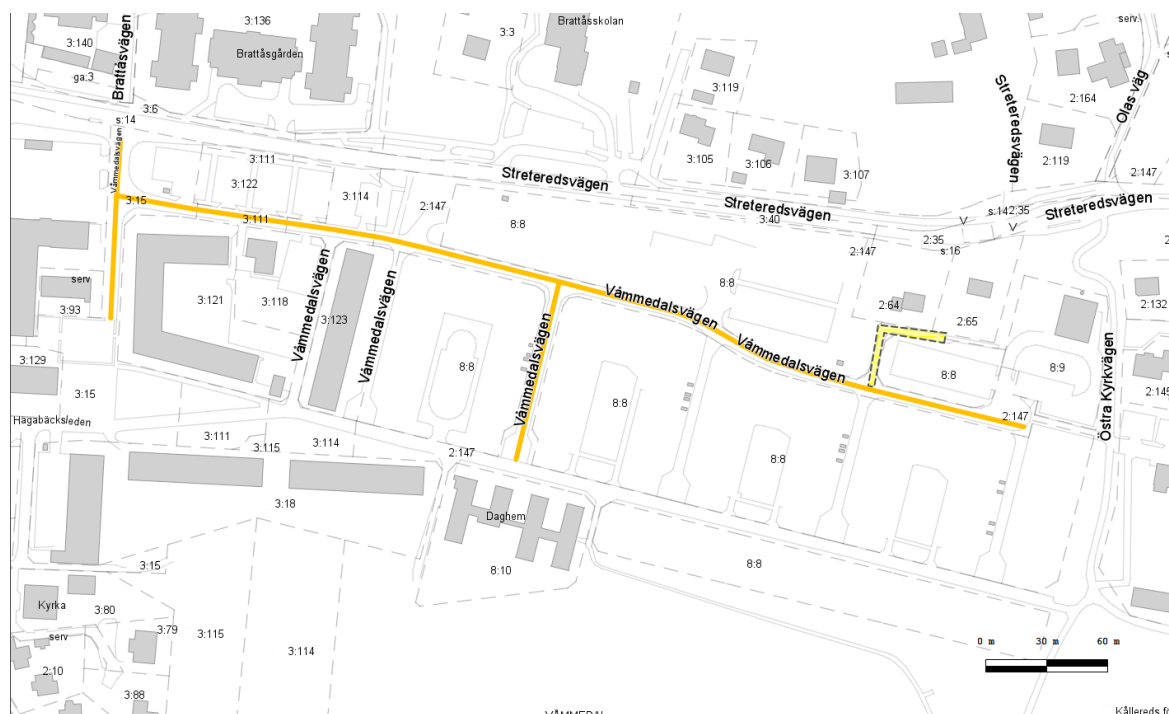 3:136
Brattåsskolan
serv.
3:140
Brattåsvägen
Brattåsgården
3:3
ga:3
3:119
2:164
Olas väg
Streteredsvägen
3:6
s:14
3:105
3:106
3:107
2:119
Våmmedalsvägen
3:111
3:122
3:114
Streteredsvägen
2:147
3:15
3:111
2:147
8:8
Streteredsvägen
3:40
s:14
2:35
Streteredsvägen
2:147
2:35
s:16
serv
3:93
3:121
3:118
Våmmedalsvägen
3:123
Våmmedalsvägen
Våmmedalsvägen
Våmmedalsvägen
8:8
2:64
2:65
2:132
Våmmedalsvägen
3:129
3:15
8:8
8:8
8:8
8:9
2:145
Östra Kyrkvägen
2:147
Hagabäcksleden
3:111
3:115
3:114
2:147
8:8
8:8
3:18
Daghem
3:15
8:10
8:8
Kyrka
3:80
serv
3:79
3:115
3:114
2:10
3:88
0 m
30 m
60 m
VÅMMEDAL